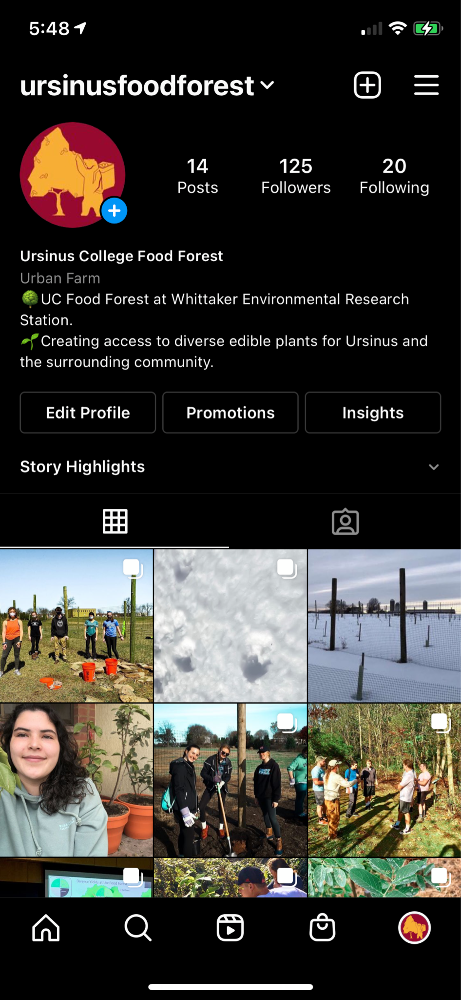 5:48
ursinusfoodforest
14
Posts
125
Followers
20
Following
Ursinus College Food Forest
Urban Farm
UC Food Forest at Whittaker Environmental Research
Station.
Creating access to diverse edible plants for Ursinus and
the surrounding community.
Edit Profile
Promotions
Insights
Story Highlights
Diverse Yields at the Food Forest